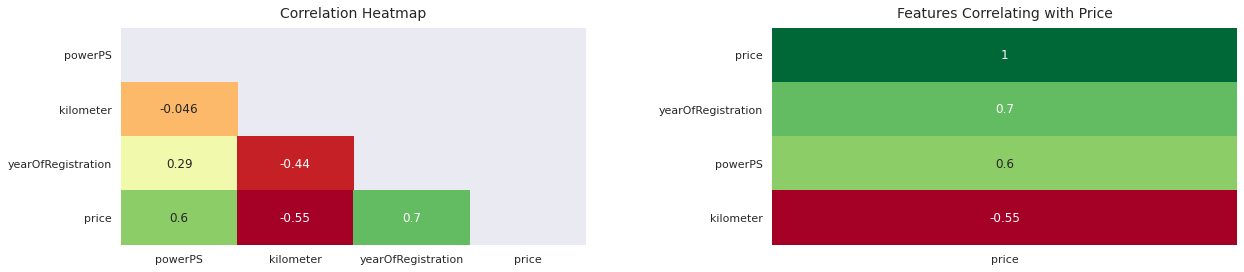 Correlation Heatmap
powerPS
kilometer
-0.046
yearOfRegistration
0.29
-0.44
price
0.6
-0.55
0.7
powerPS
kilometer
yearOfRegistration
price
Features Correlating with Price
price
1
yearOfRegistration
0.7
powerPS
0.6
kilometer
-0.55
price